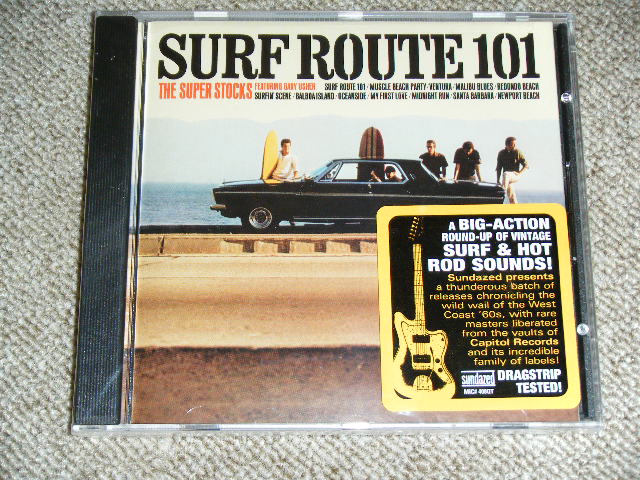 SURF ROUTE 101
THE SUPER STOCKS FEATURING GARY USHER: SURF ROUTE 101 · MUSCLE BEACH PARTY · VENTURA · MALIBU BLUES · REDONDO BEACH
SURFIN' SCENE · BALBOA ISLAND · OCEANSIDE · MY FIRST LOVE · MIDNIGHT RUN · SANTA BARBARA · NEWPORT BEACH
A BIG-ACTION
ROUND-UP OF VINTAGE
SURF & HOT
ROD SOUNDS!
Sundazed presents
a thunderous batch of
releases chronicling the
wild wail of the West
Coast '60s, with rare
masters liberated
from the vaults of
Capitol Records
and its incredible
family of labels!
sundazed
DRAGSTRIP
TESTED!